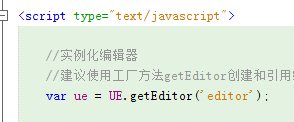 <script type="text/javascript">
//实例化编辑器
//建议使用工厂方法getEditor创建和引用
var ue = UE.getEditor('editor');